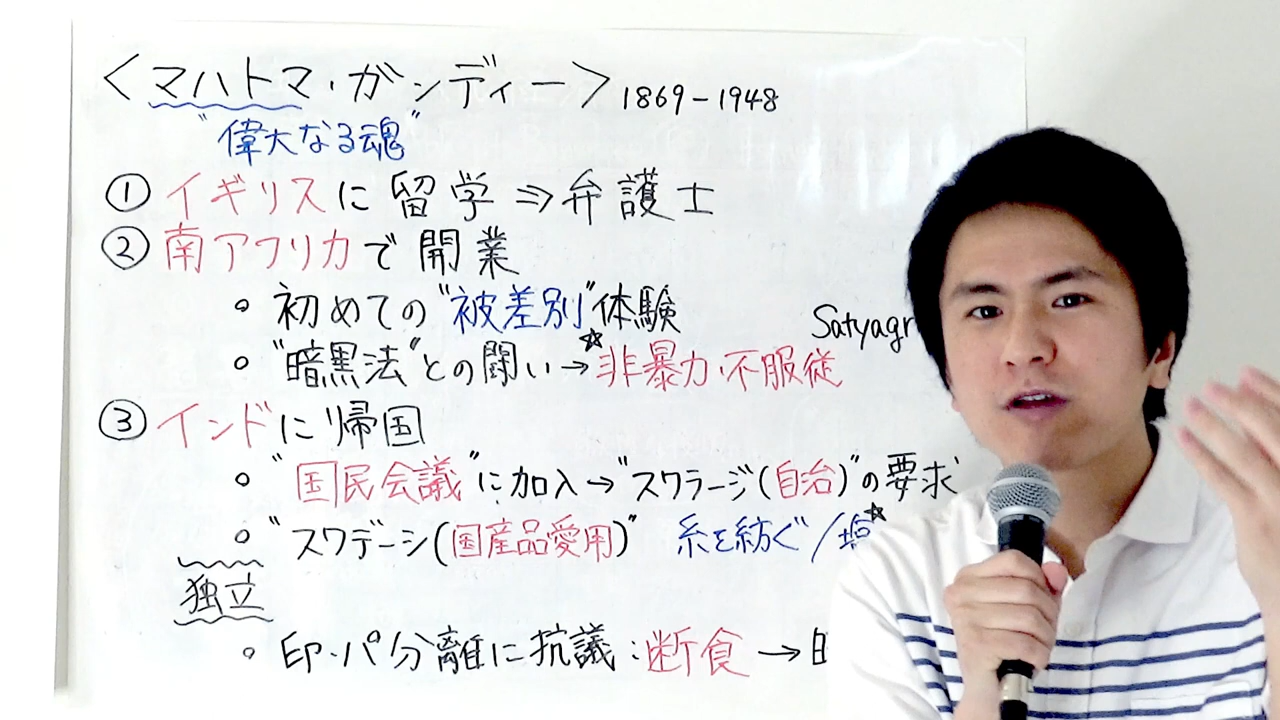 ＜マハトマ・ガンディー＞1869-1948
"偉大なる魂"
① イギリスに留学⇒弁護士
② 南アフリカで開業
○ 初めての"被差別"体験
Satyagr
○ "暗黒法"との闘い→☆非暴力・不服従
③ インドに帰国
○ "国民会議"に加入→"スワラージ(自治)"の要求
○ "スワデーシ(国産品愛用)" 糸を紡ぐ/塩☆
独立
○ 印・パ分離に抗議:断食→